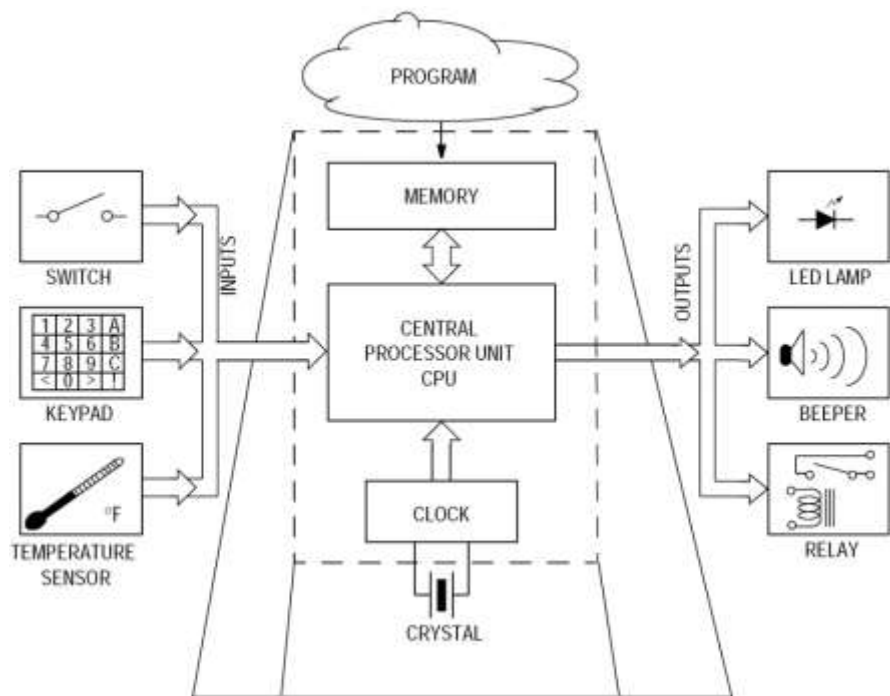 PROGRAM
MEMORY
SWITCH
INPUTS
OUTPUTS
LED LAMP
1 2 3 A
4 5 6 B
7 8 9 C
< 0 > !
KEYPAD
CENTRAL
PROCESSOR UNIT
CPU
BEEPER
°F
TEMPERATURE
SENSOR
CLOCK
CRYSTAL
RELAY